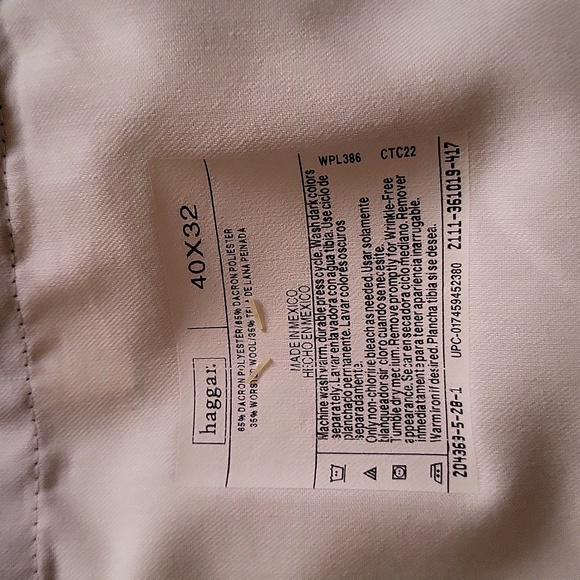 haggar. 40X32
65% DACRON POLYESTER/65% DACRON POLIESTER
35% WORSTED WOOL/35% DE LANA PEINADA
MADE IN MEXICO
HECHO EN MEXICO
WPL386 CTC22
Machine wash warm, durable press cycle. Wash dark colors
separately. Lavar en lavadora con agua tibia. Use ciclo de
planchado permanente. Lavar colores oscuros
separadamente.
Only non-chlorine bleach as needed. Usar solamente
blanqueador sin cloro cuando se necesite.
Tumble dry medium. Remove promptly for Wrinkle-Free
appearance. Secar en secadora ciclo mediano. Remover
inmediatamente para tener apariencia inarrugable.
Warm iron if desired. Plancha tibia si se desea.
204363-5-28-1 UPC-017459452380 2111-361019-417